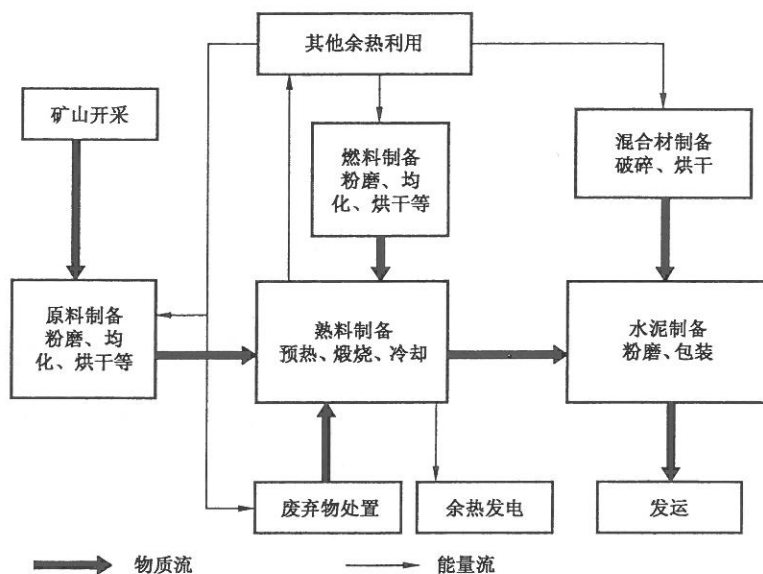 其他余热利用
矿山开采
燃料制备
粉磨、均
化、烘干等
混合材制备
破碎、烘干
原料制备
粉磨、均
化、烘干等
熟料制备
预热、煅烧、冷却
水泥制备
粉磨、包装
废弃物处置
余热发电
发运
物质流
能量流